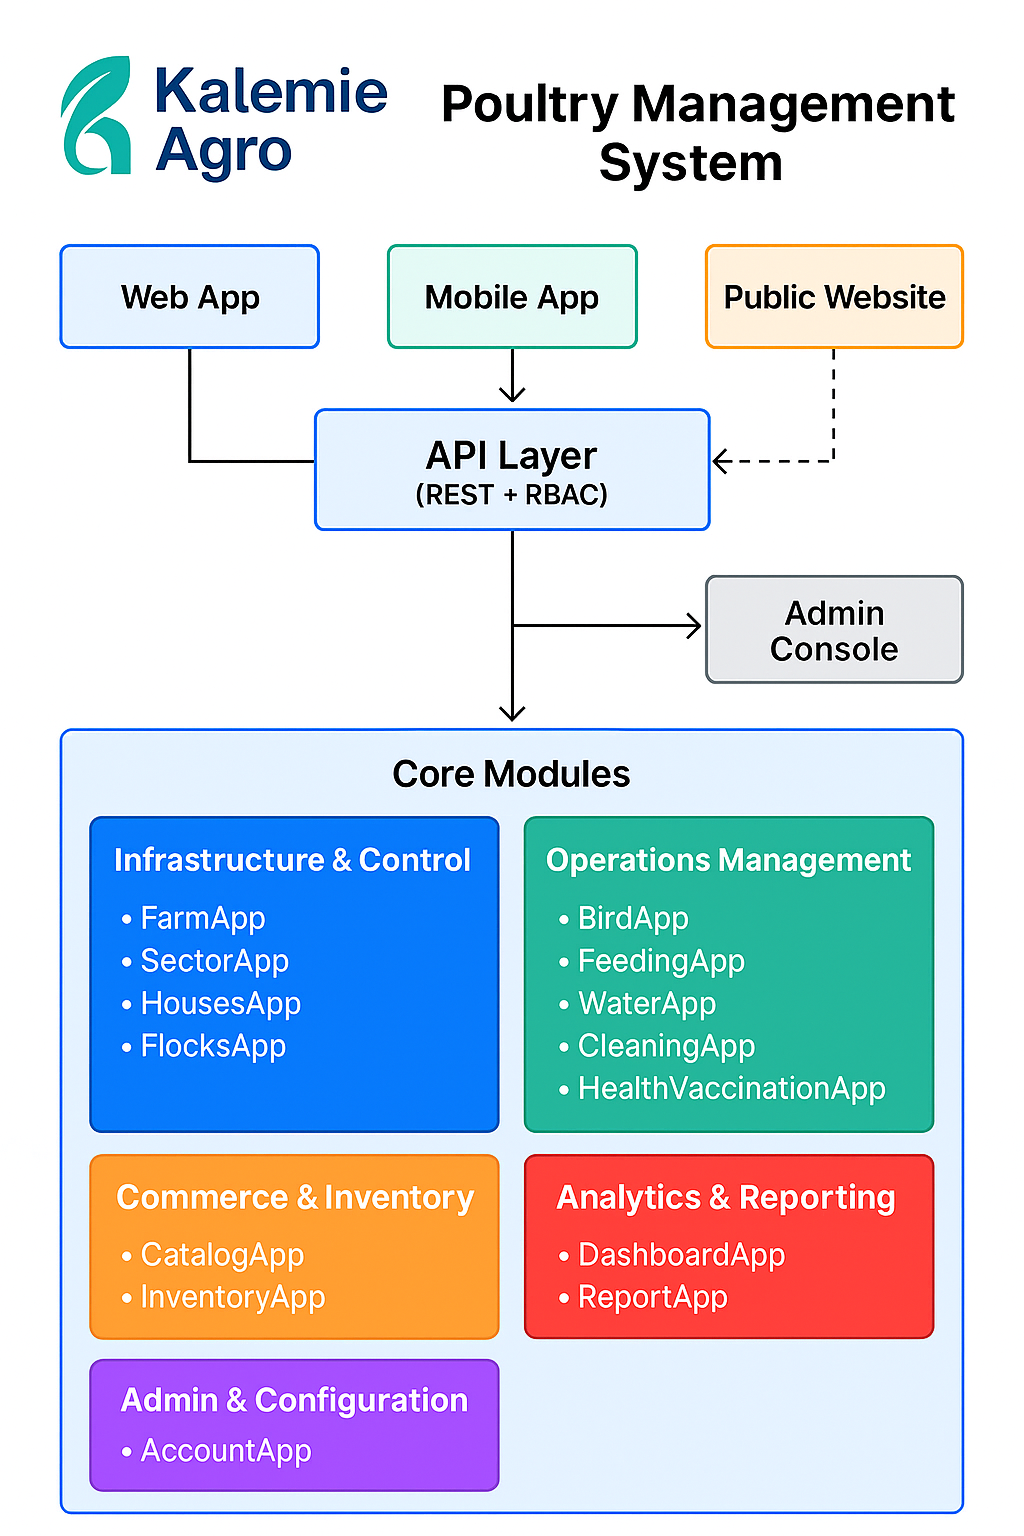 Kalemie
Agro
Poultry Management
System
Web App
Mobile App
Public Website
API Layer
(REST + RBAC)
Admin
Console
Core Modules
Infrastructure & Control
• FarmApp
• SectorApp
• HousesApp
• FlocksApp
Operations Management
• BirdApp
• FeedingApp
• WaterApp
• CleaningApp
• HealthVaccinationApp
Commerce & Inventory
• CatalogApp
• InventoryApp
Analytics & Reporting
• DashboardApp
• ReportApp
Admin & Configuration
• AccountApp